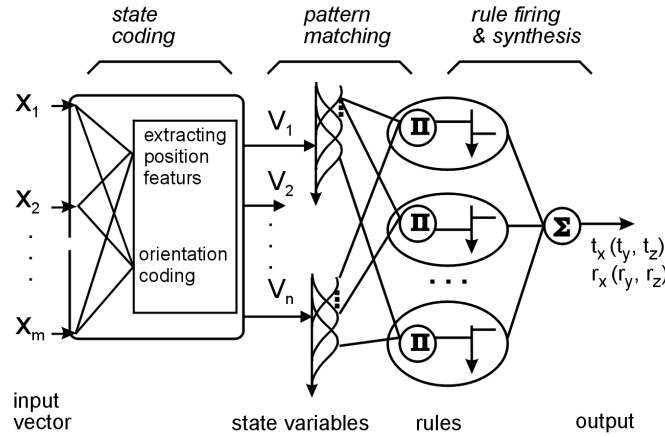 state
coding
pattern
matching
rule firing
& synthesis
X1
X2
Xm
extracting
position
featurs
orientation
coding
V1
V2
Vn
Π
Π
Π
Σ
tx (ty, tz)
rx (ry, rz)
input
vector
state variables
rules
output